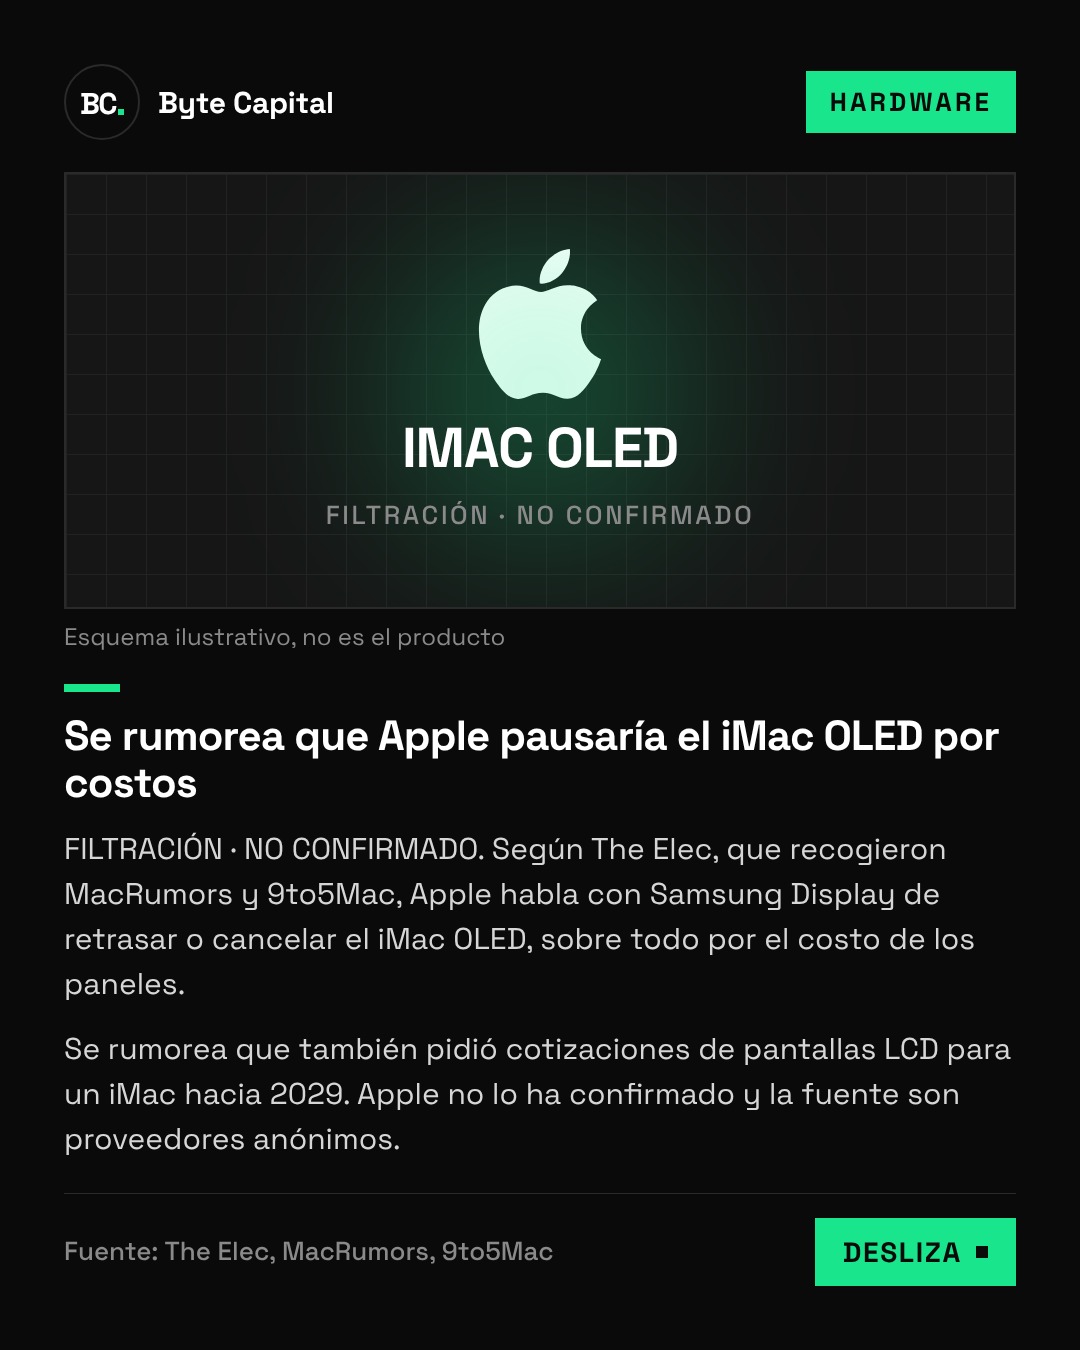 BC.
Byte Capital
HARDWARE
IMAC OLED
FILTRACIÓN · NO CONFIRMADO
Esquema ilustrativo, no es el producto
Se rumorea que Apple pausaría el iMac OLED por
costos
FILTRACIÓN · NO CONFIRMADO. Según The Elec, que recogieron
MacRumors y 9to5Mac, Apple habla con Samsung Display de
retrasar o cancelar el iMac OLED, sobre todo por el costo de los
paneles.
Se rumorea que también pidió cotizaciones de pantallas LCD para
un iMac hacia 2029. Apple no lo ha confirmado y la fuente son
proveedores anónimos.
Fuente: The Elec, MacRumors, 9to5Mac
DESLIZA